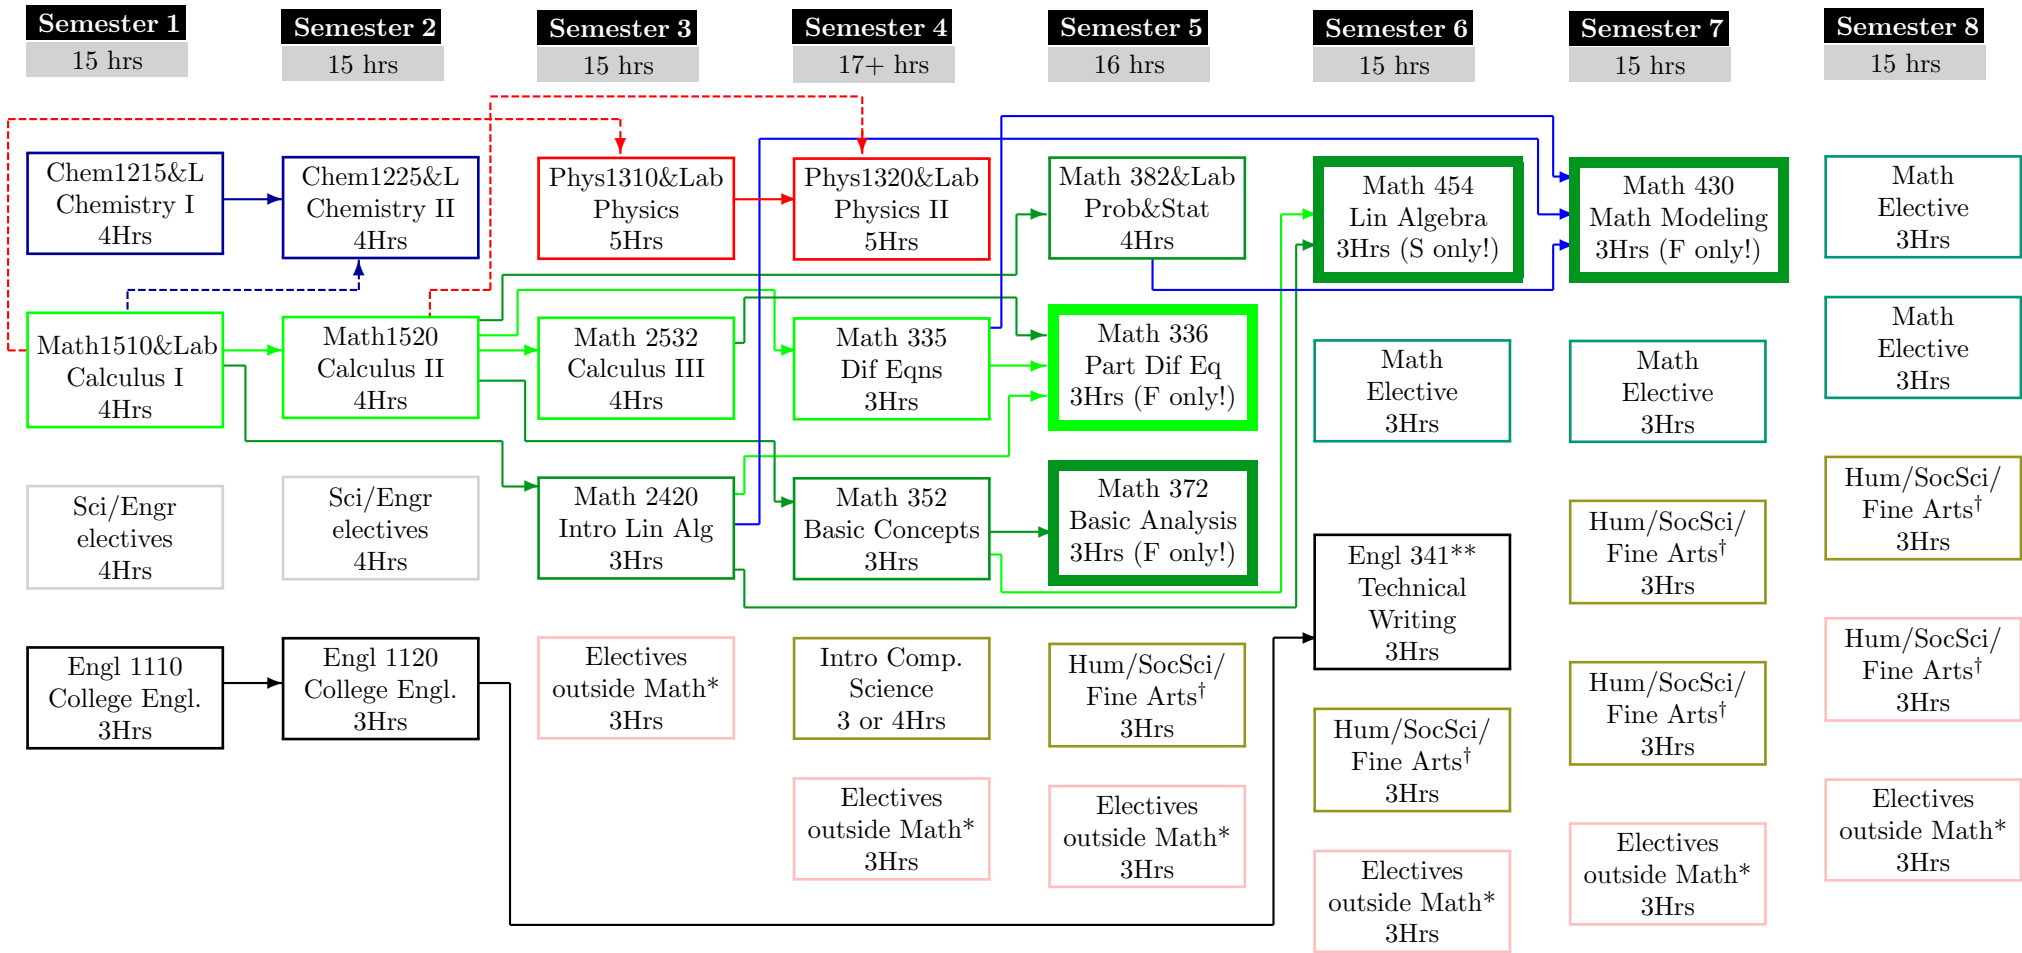 Semester 1
15 hrs
Chem1215&L
Chemistry I
4Hrs
Math1510&Lab
Calculus I
4Hrs
Sci/Engr
electives
4Hrs
Engl 1110
College Engl.
3Hrs
Semester 2
15 hrs
Chem1225&L
Chemistry II
4Hrs
Math1520
Calculus II
4Hrs
Sci/Engr
electives
4Hrs
Engl 1120
College Engl.
3Hrs
Semester 3
15 hrs
Phys1310&Lab
Physics
5Hrs
Math 2532
Calculus III
4Hrs
Math 2420
Intro Lin Alg
3Hrs
Electives
outside Math*
3Hrs
Semester 4
17+ hrs
Phys1320&Lab
Physics II
5Hrs
Math 335
Dif Eqns
3Hrs
Math 352
Basic Concepts
3Hrs
Intro Comp.
Science
3 or 4Hrs
Electives
outside Math*
3Hrs
Semester 5
16 hrs
Math 382&Lab
Prob&Stat
4Hrs
Math 336
Part Dif Eq
3Hrs (F only!)
Math 372
Basic Analysis
3Hrs (F only!)
Hum/SocSci/
Fine Arts†
3Hrs
Electives
outside Math*
3Hrs
Semester 6
15 hrs
Math 454
Lin Algebra
3Hrs (S only!)
Math
Elective
3Hrs
Engl 341**
Technical
Writing
3Hrs
Hum/SocSci/
Fine Arts†
3Hrs
Electives
outside Math*
3Hrs
Semester 7
15 hrs
Math 430
Math Modeling
3Hrs (F only!)
Math
Elective
3Hrs
Hum/SocSci/
Fine Arts†
3Hrs
Hum/SocSci/
Fine Arts†
3Hrs
Electives
outside Math*
3Hrs
Semester 8
15 hrs
Math
Elective
3Hrs
Math
Elective
3Hrs
Hum/SocSci/
Fine Arts†
3Hrs
Hum/SocSci/
Fine Arts†
3Hrs
Electives
outside Math*
3Hrs